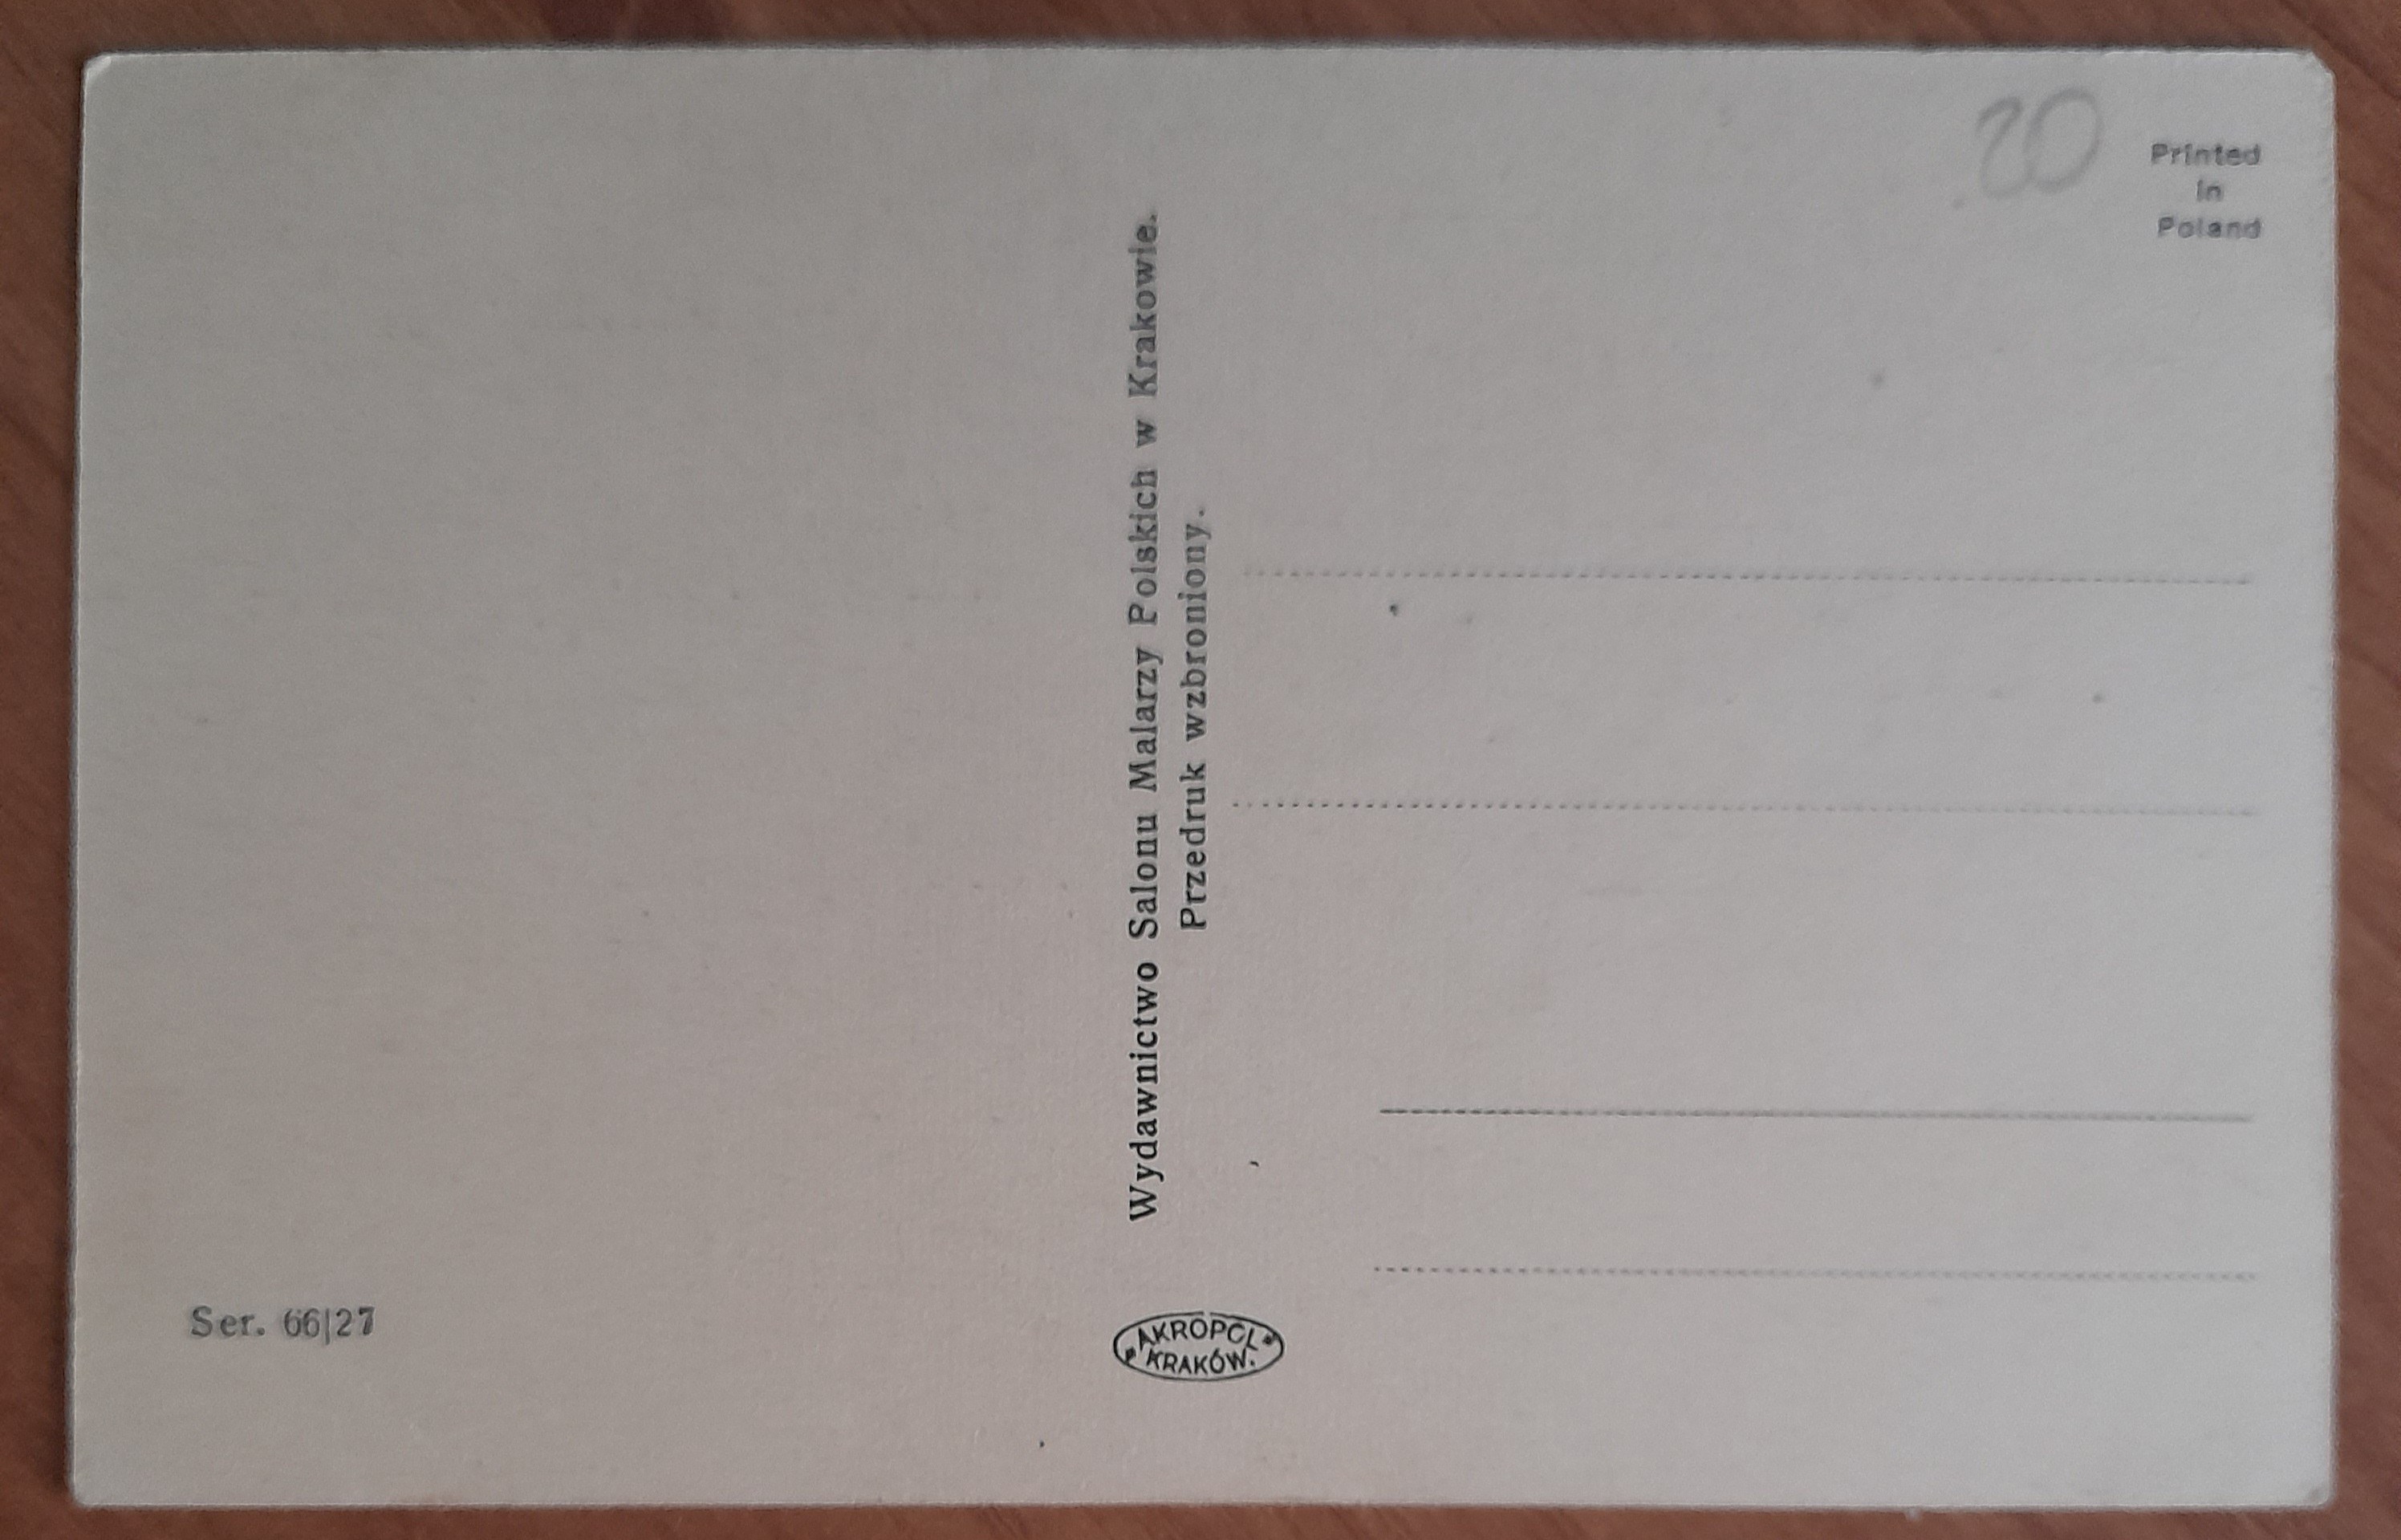 20
Printed
in
Poland
Wydawnictwo Salonu Malarzy Polskich w Krakowie.
Przedruk wzbroniony.
Ser. 66|27
"AKROPOL"
KRAKÓW.